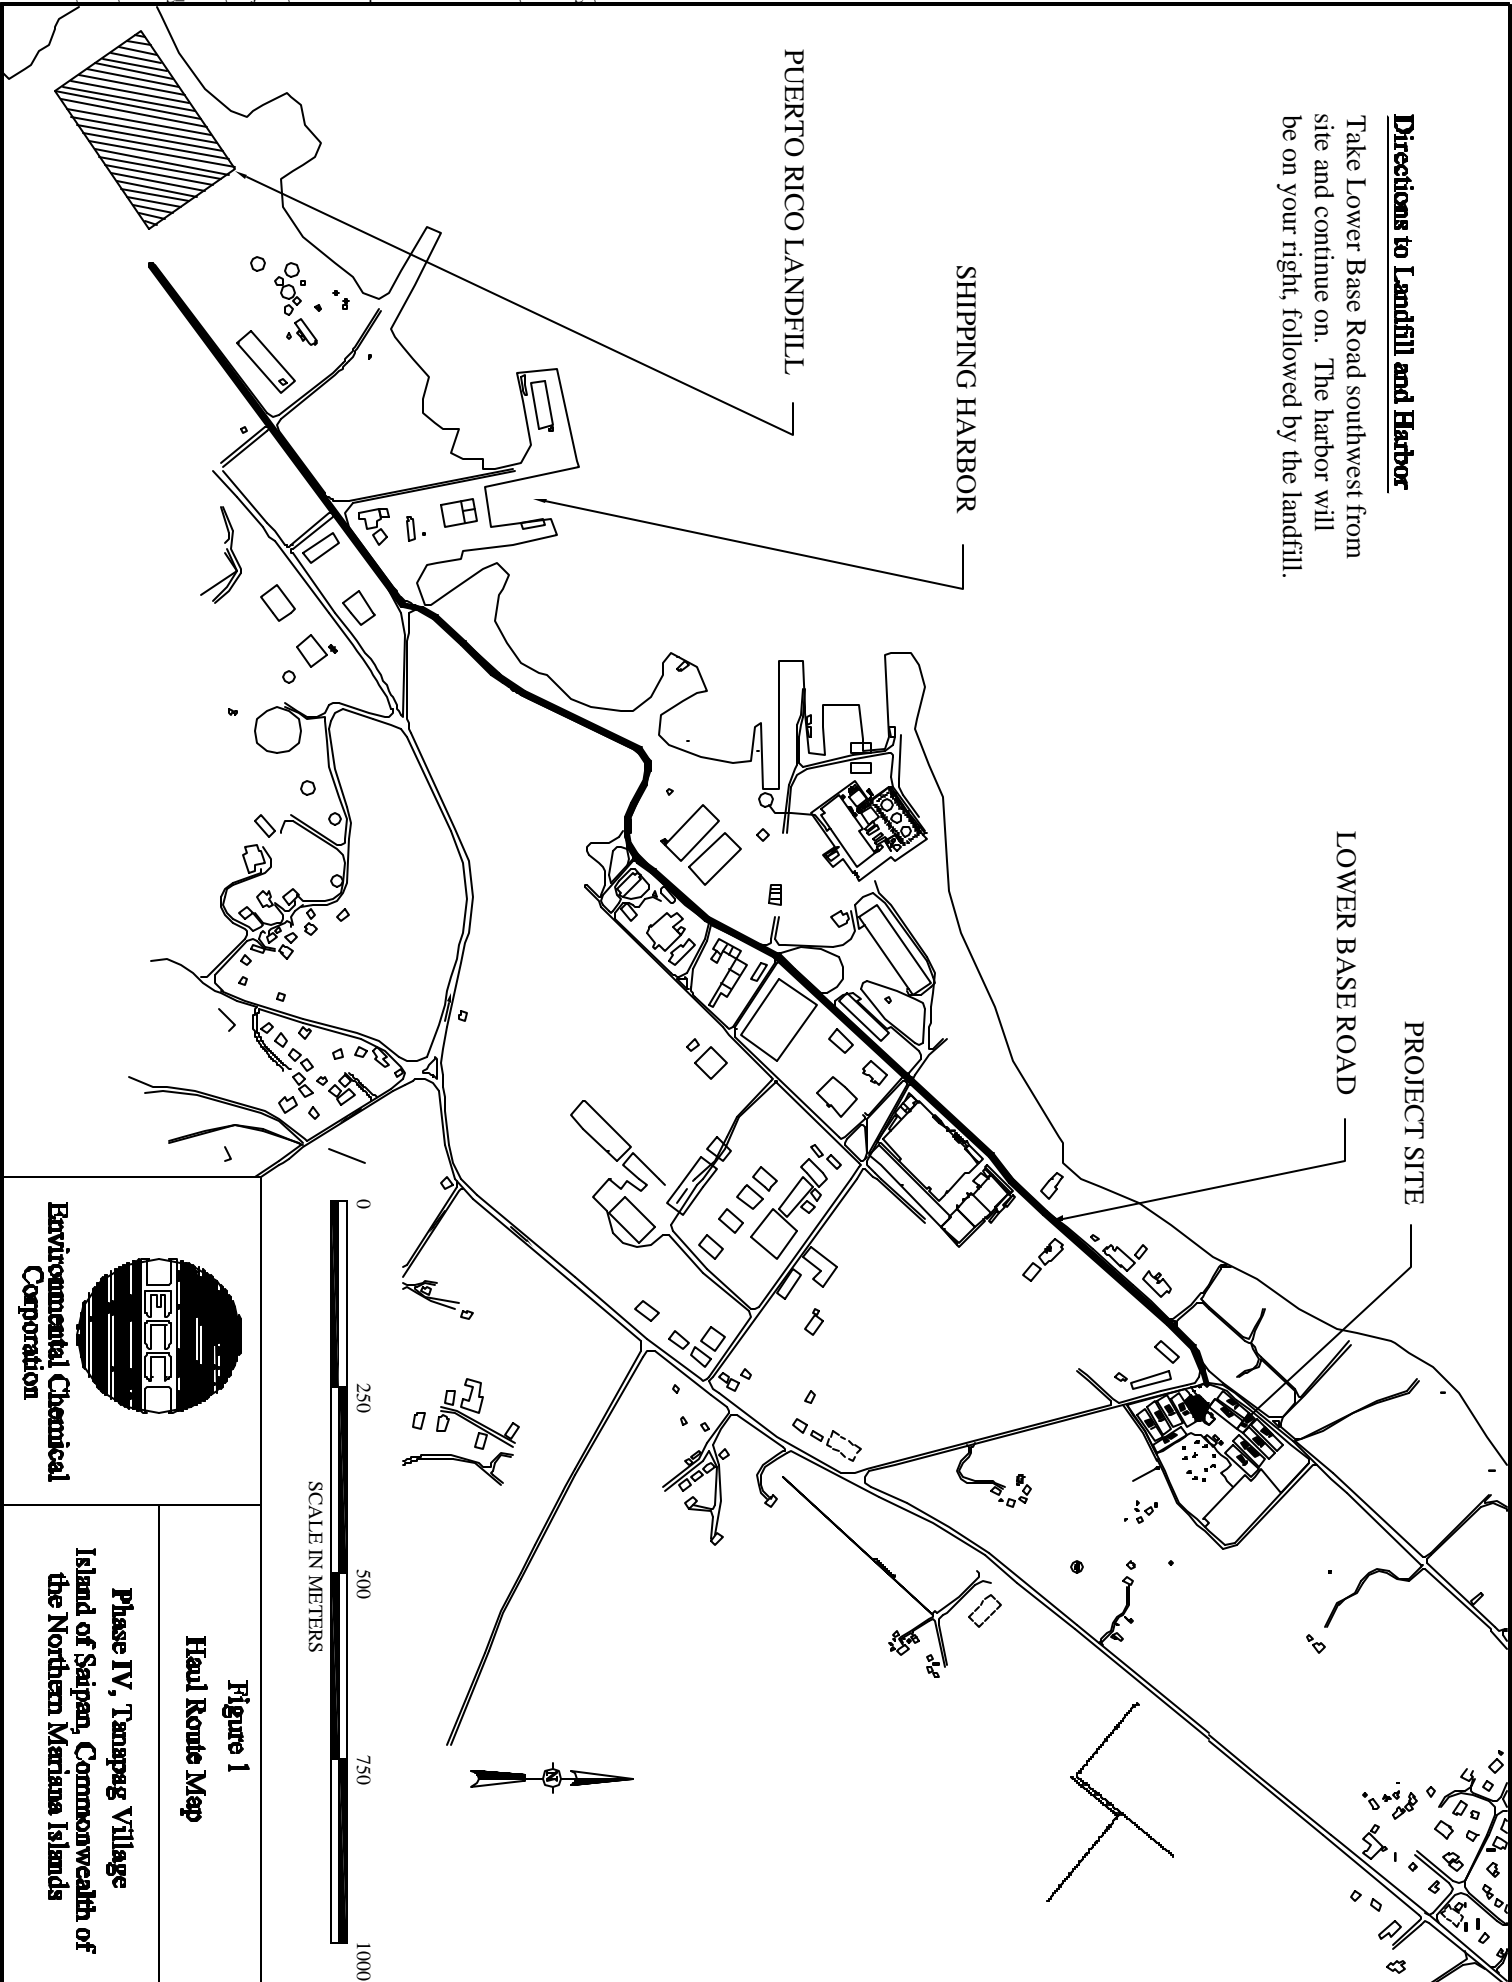 Directions to Landfill and Harbor
Take Lower Base Road southwest from
site and continue on. The harbor will
be on your right, followed by the landfill.
PUERTO RICO LANDFILL
SHIPPING HARBOR
LOWER BASE ROAD
PROJECT SITE
N
0 250 500 750 1000
SCALE IN METERS
ECC
Environmental Chemical
Corporation
Figure 1
Haul Route Map
Phase IV, Tanapag Village
Island of Saipan, Commonwealth of
the Northern Mariana Islands